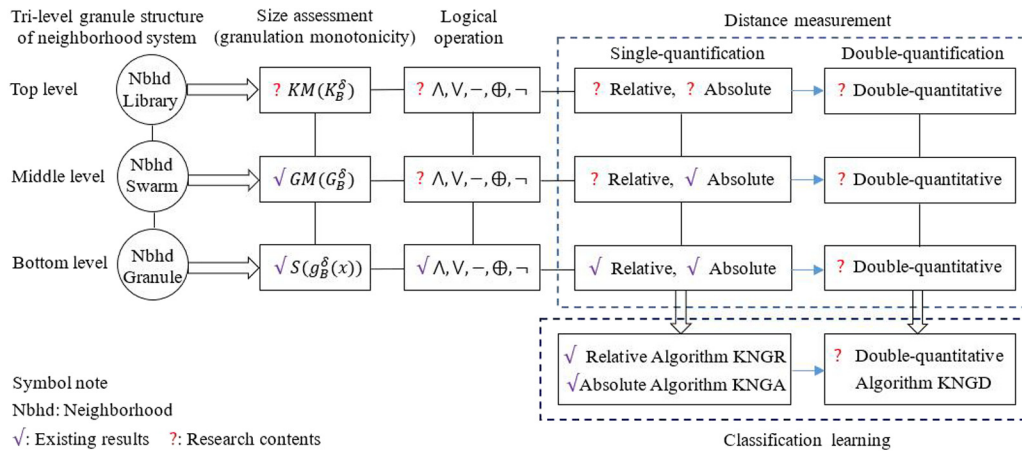 Tri-level granule structure of neighborhood system
Size assessment (granulation monotonicity)
Logical operation
Distance measurement
Single-quantification
Double-quantification
Top level
Nbhd Library
? KM(K_B^δ)
? ∧, ∨, −, ⊕, ¬
? Relative, ? Absolute
? Double-quantitative
Middle level
Nbhd Swarm
√ GM(G_B^δ)
? ∧, ∨, −, ⊕, ¬
? Relative, √ Absolute
? Double-quantitative
Bottom level
Nbhd Granule
√ S(g_B^δ(x))
√ ∧, ∨, −, ⊕, ¬
√ Relative, √ Absolute
? Double-quantitative
√ Relative Algorithm KNGR
√Absolute Algorithm KNGA
? Double-quantitative
Algorithm KNGD
Classification learning
Symbol note
Nbhd: Neighborhood
√: Existing results ?: Research contents